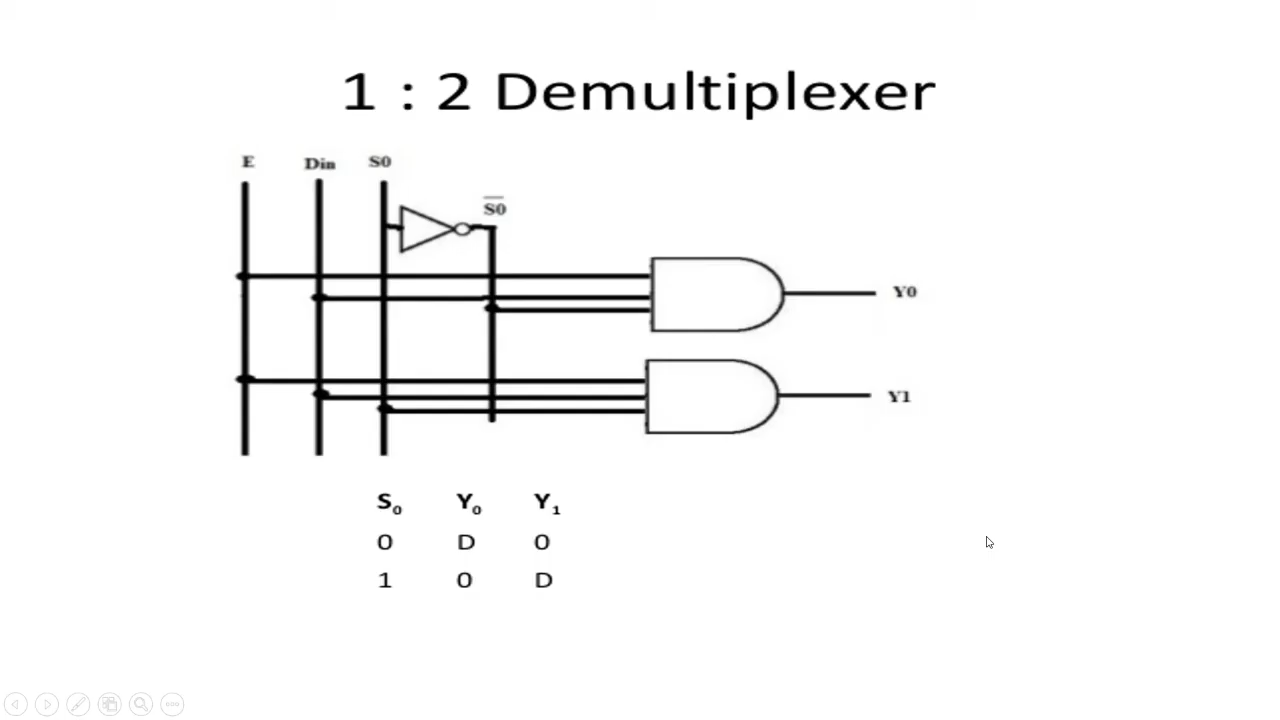 1 : 2 Demultiplexer
E Din S0
S0
Y0
Y1
S0 Y0 Y1
0 D 0
1 0 D